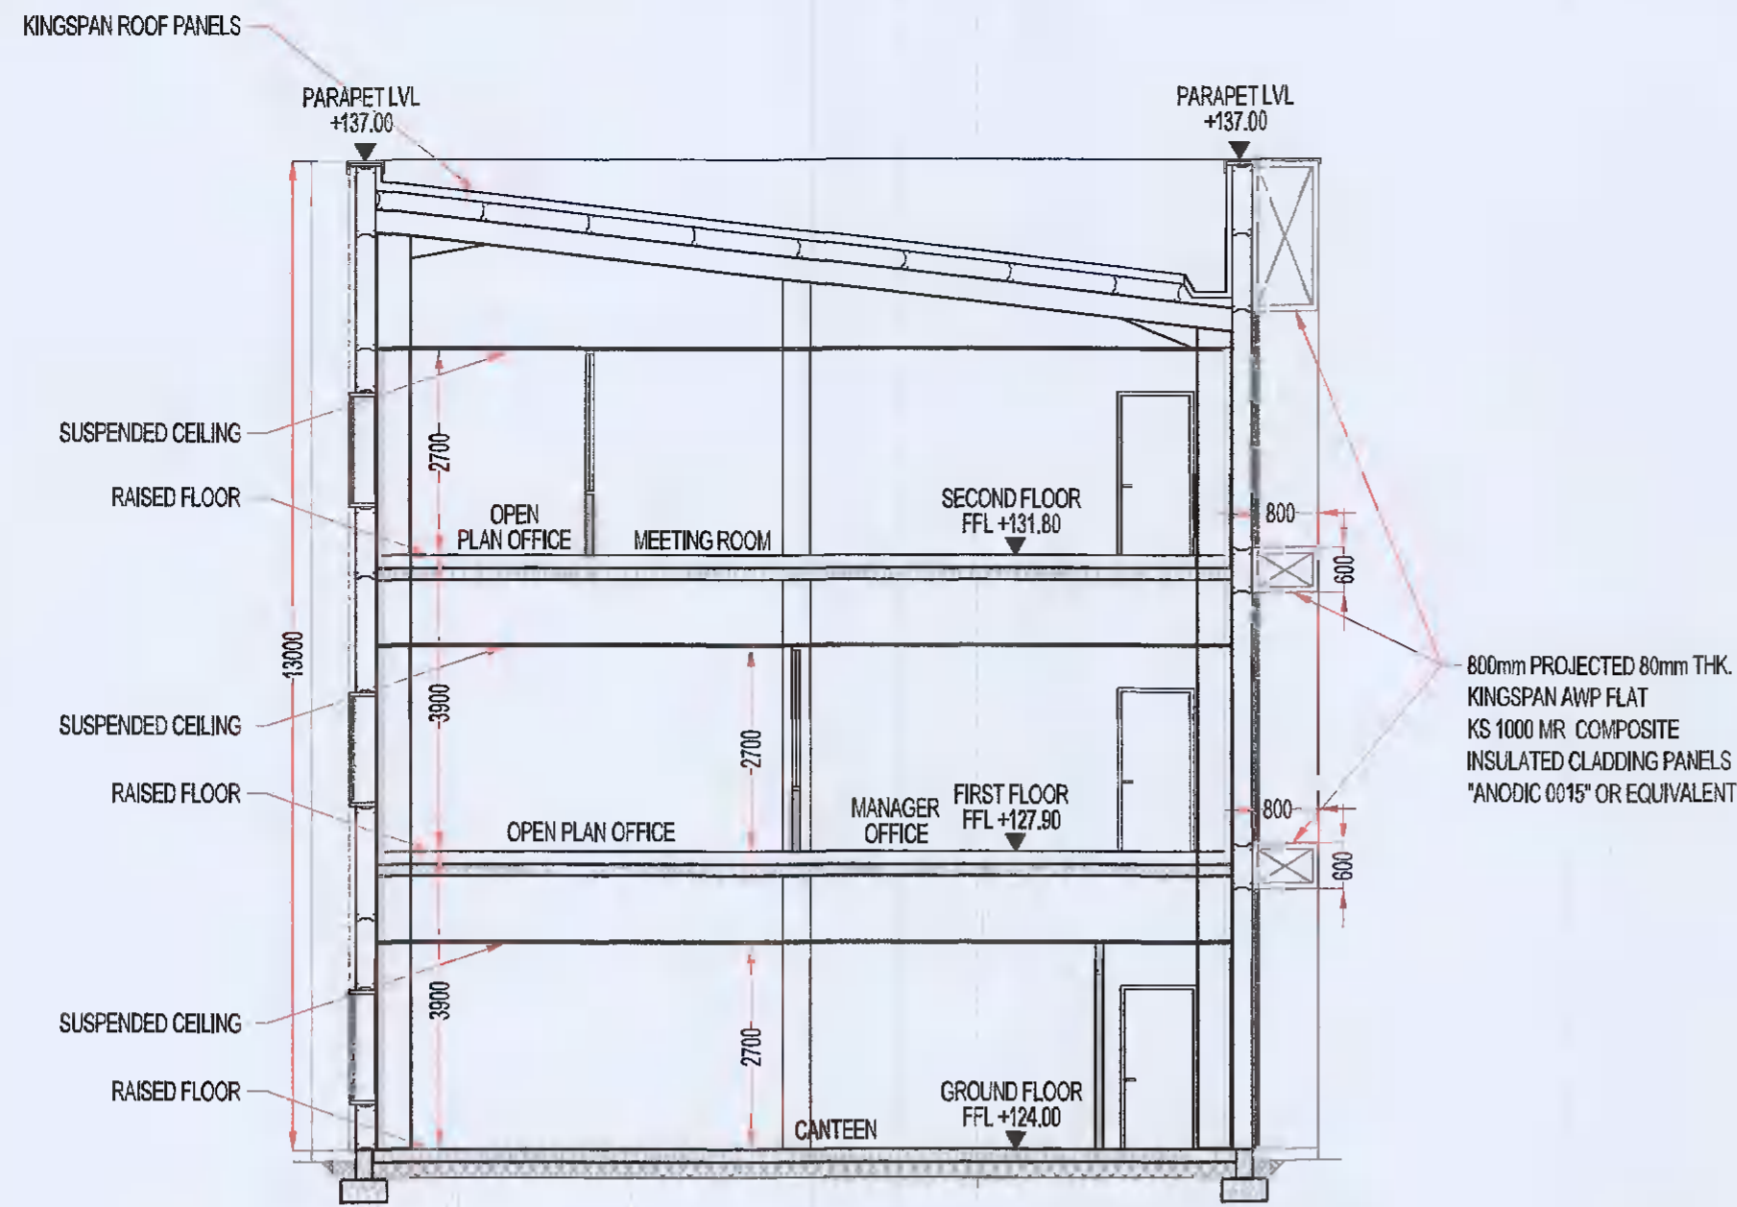 KINGSPAN ROOF PANELS
PARAPET LVL
+137.00
PARAPET LVL
+137.00
SUSPENDED CEILING
2700
RAISED FLOOR
OPEN
PLAN OFFICE
MEETING ROOM
SECOND FLOOR
FFL +131.80
800
600
13000
SUSPENDED CEILING
3900
2700
800mm PROJECTED 80mm THK.
KINGSPAN AWP FLAT
KS 1000 MR COMPOSITE
INSULATED CLADDING PANELS
"ANODIC 0015" OR EQUIVALENT
RAISED FLOOR
OPEN PLAN OFFICE
MANAGER
OFFICE
FIRST FLOOR
FFL +127.90
800
600
SUSPENDED CEILING
3900
2700
RAISED FLOOR
CANTEEN
GROUND FLOOR
FFL +124.00